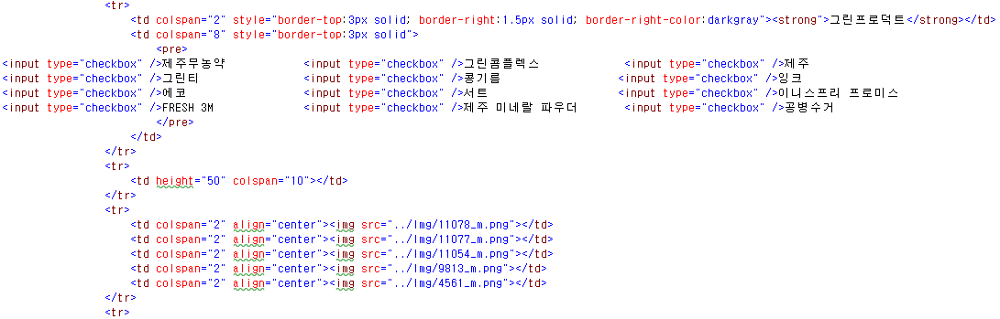 <tr>
<td colspan="2" style="border-top:3px solid; border-right:1.5px solid; border-right-color:darkgray"><strong">그린프로덕트</strong></td>
<td colspan="8" style="border-top:3px solid">
<pre>
<input type="checkbox" />제주무농약 <input type="checkbox" />그린콤플렉스 <input type="checkbox" />제주
<input type="checkbox" />그린티 <input type="checkbox" />콩기름 <input type="checkbox" />잉크
<input type="checkbox" />에코 <input type="checkbox" />서트 <input type="checkbox" />이니스프리 프로미스
<input type="checkbox" />FRESH 3M <input type="checkbox" />제주 미네랄 파우더 <input type="checkbox" />공병수거
</pre>
</td>
</tr>
<tr>
<td height="50" colspan="10"></td>
</tr>
<tr>
<td colspan="2" align="center"><img src="../Img/11078_m.png"></td>
<td colspan="2" align="center"><img src="../Img/11077_m.png"></td>
<td colspan="2" align="center"><img src="../Img/11054_m.png"></td>
<td colspan="2" align="center"><img src="../Img/9813_m.png"></td>
<td colspan="2" align="center"><img src="../Img/4561_m.png"></td>
</tr>
<tr>